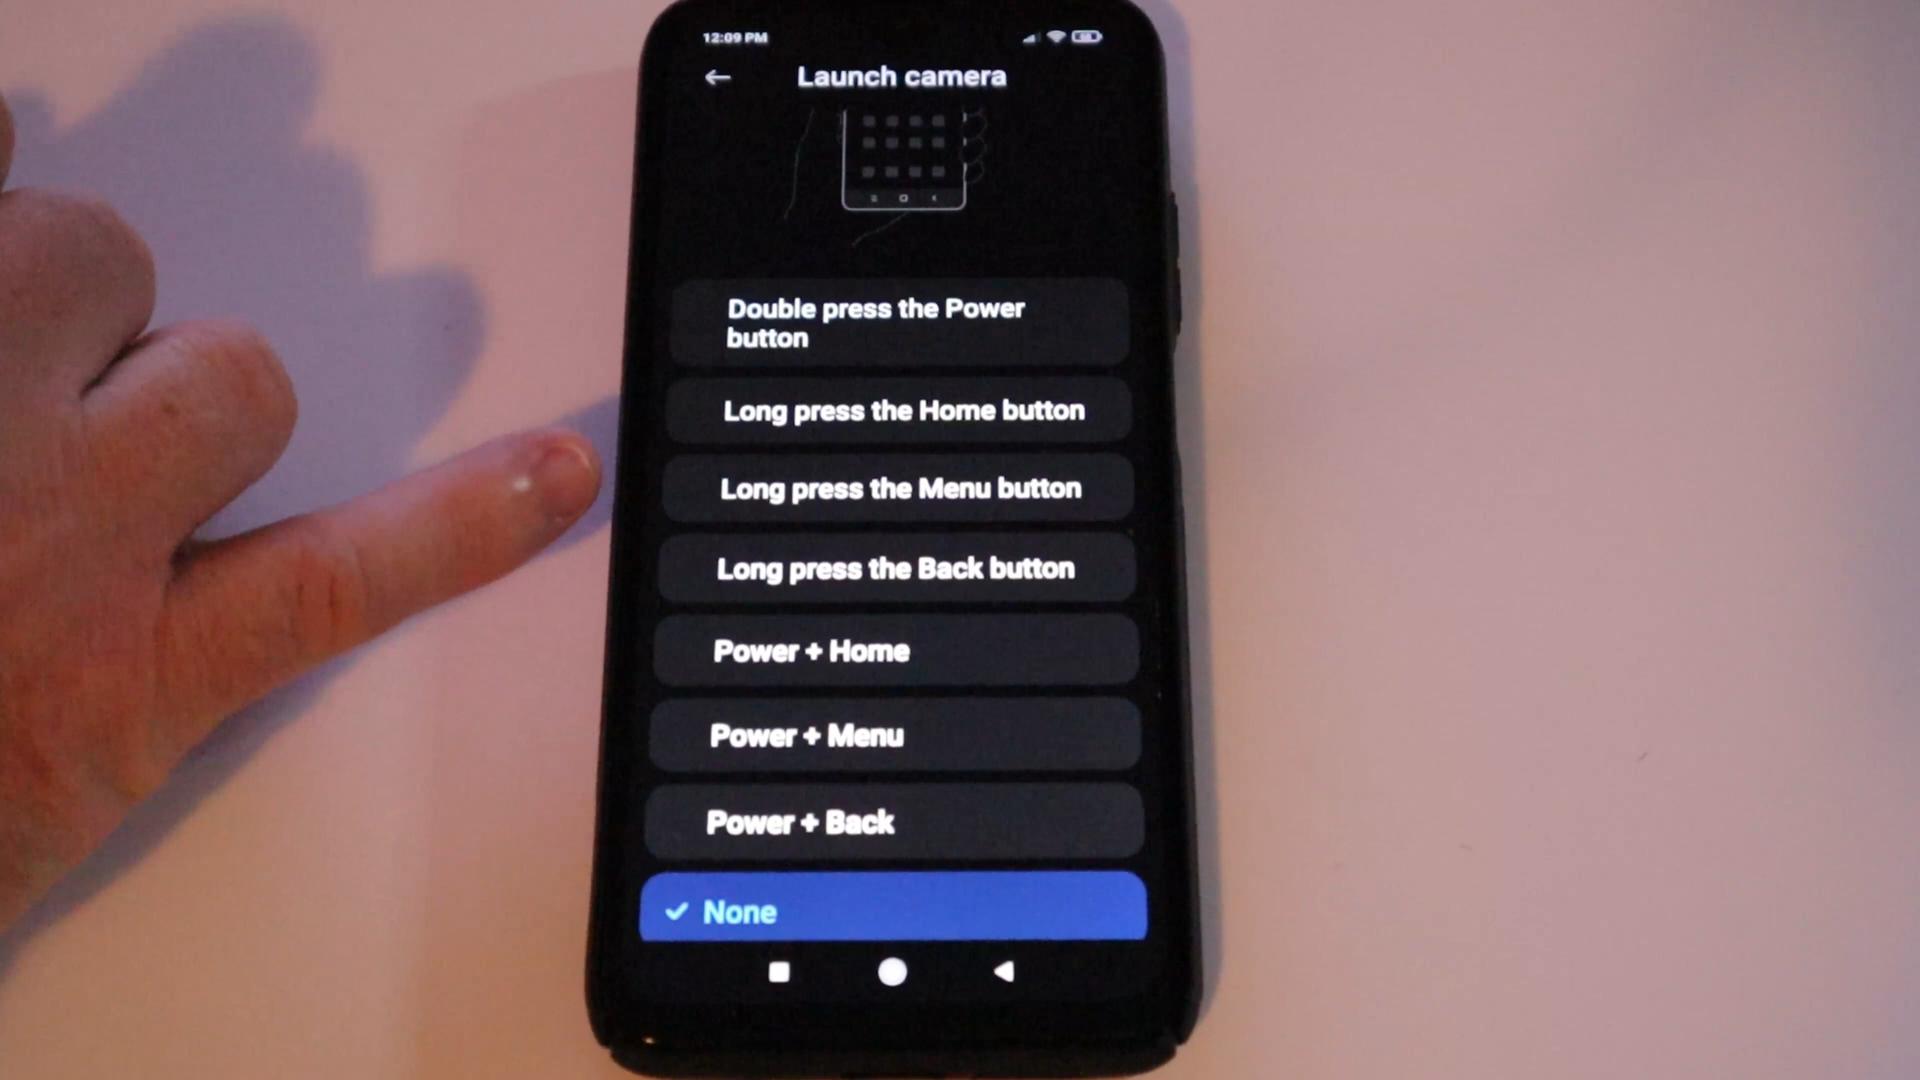 12:09 PM
Launch camera
Double press the Power
button
Long press the Home button
Long press the Menu button
Long press the Back button
Power + Home
Power + Menu
Power + Back
None